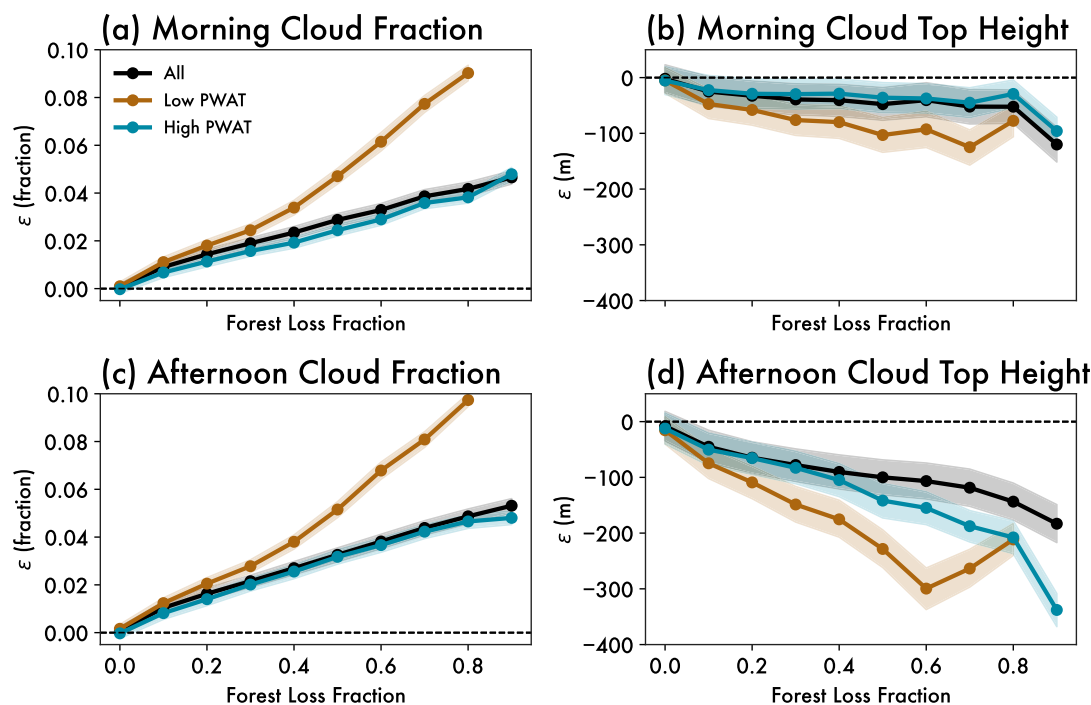 (a) Morning Cloud Fraction
0.10
0.08
0.06
0.04
0.02
0.00
ε (fraction)
All
Low PWAT
High PWAT
Forest Loss Fraction
(b) Morning Cloud Top Height
0
−100
−200
−300
−400
ε (m)
Forest Loss Fraction
(c) Afternoon Cloud Fraction
0.10
0.08
0.06
0.04
0.02
0.00
ε (fraction)
0.0 0.2 0.4 0.6 0.8
Forest Loss Fraction
(d) Afternoon Cloud Top Height
0
−100
−200
−300
−400
ε (m)
0.0 0.2 0.4 0.6 0.8
Forest Loss Fraction